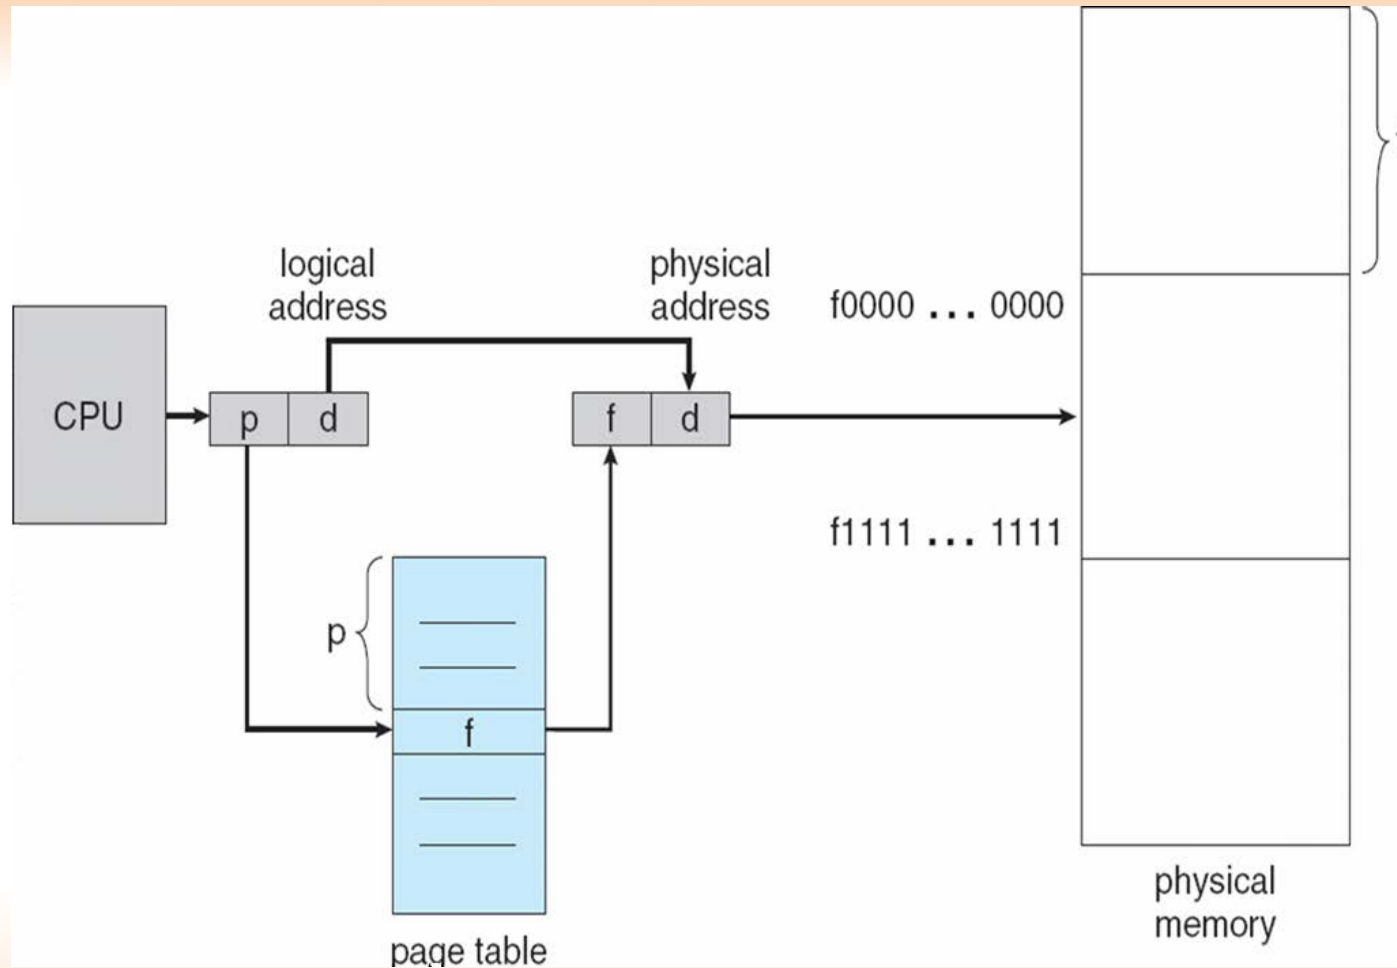 logical
address
physical
address
f0000 ... 0000
CPU
p
d
f
d
f1111 ... 1111
p
f
physical
memory
page table